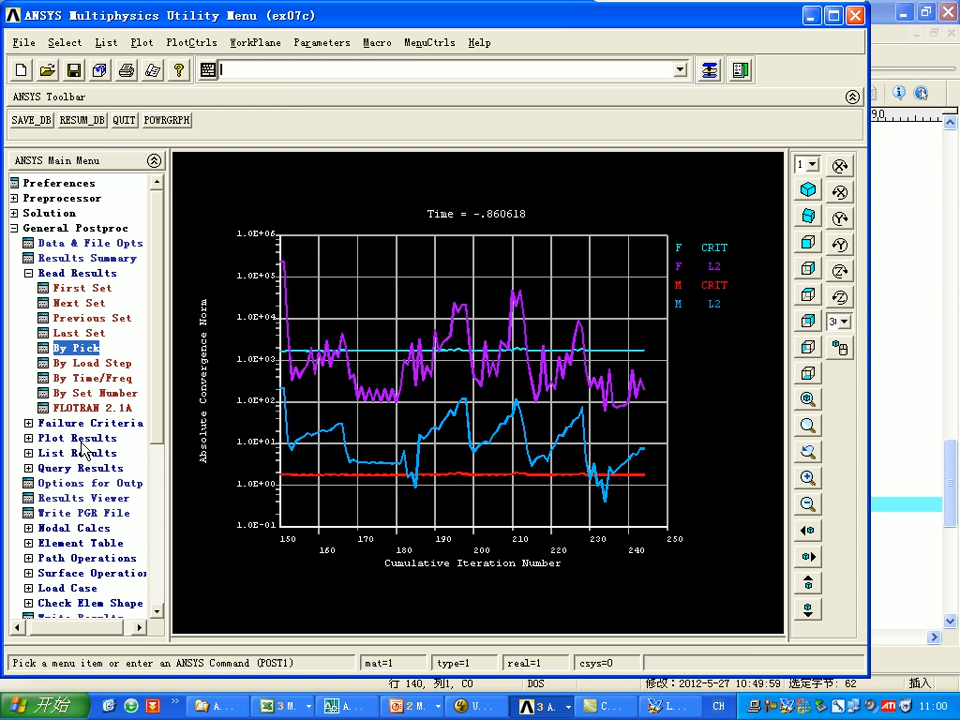 ANSYS Multiphysics Utility Menu (ex07c)
File Select List Plot PlotCtrls WorkPlane Parameters Macro MenuCtrls Help
ANSYS Toolbar
SAVE_DB RESUM_DB QUIT POWRGRPH
ANSYS Main Menu
Preferences
Preprocessor
Solution
General Postproc
Data & File Opts
Results Summary
Read Results
First Set
Next Set
Previous Set
Last Set
By Pick
By Load Step
By Time/Freq
By Set Number
FLOTRAN 2.1A
Failure Criteria
Plot Results
List Results
Query Results
Options for Outp
Results Viewer
Write PGR File
Nodal Calcs
Element Table
Path Operations
Surface Operation
Load Case
Check Elem Shape
Time = -.860618
1.0E+06
1.0E+05
1.0E+04
1.0E+03
1.0E+02
1.0E+01
1.0E+00
1.0E-01
Absolute Convergence Norm
F CRIT
F L2
M CRIT
M L2
150 170 190 210 230 250
160 180 200 220 240
Cumulative Iteration Number
1
90
Pick a menu item or enter an ANSYS Command (POST1)
mat=1 type=1 real=1 csys=0
行 140, 列1, C0 DOS 修改：2012-5-27 10:49:59 选定字节: 62 插入
开始 A... 3 M. A... 2 M. U... 3 A. C... L... CH 11:00